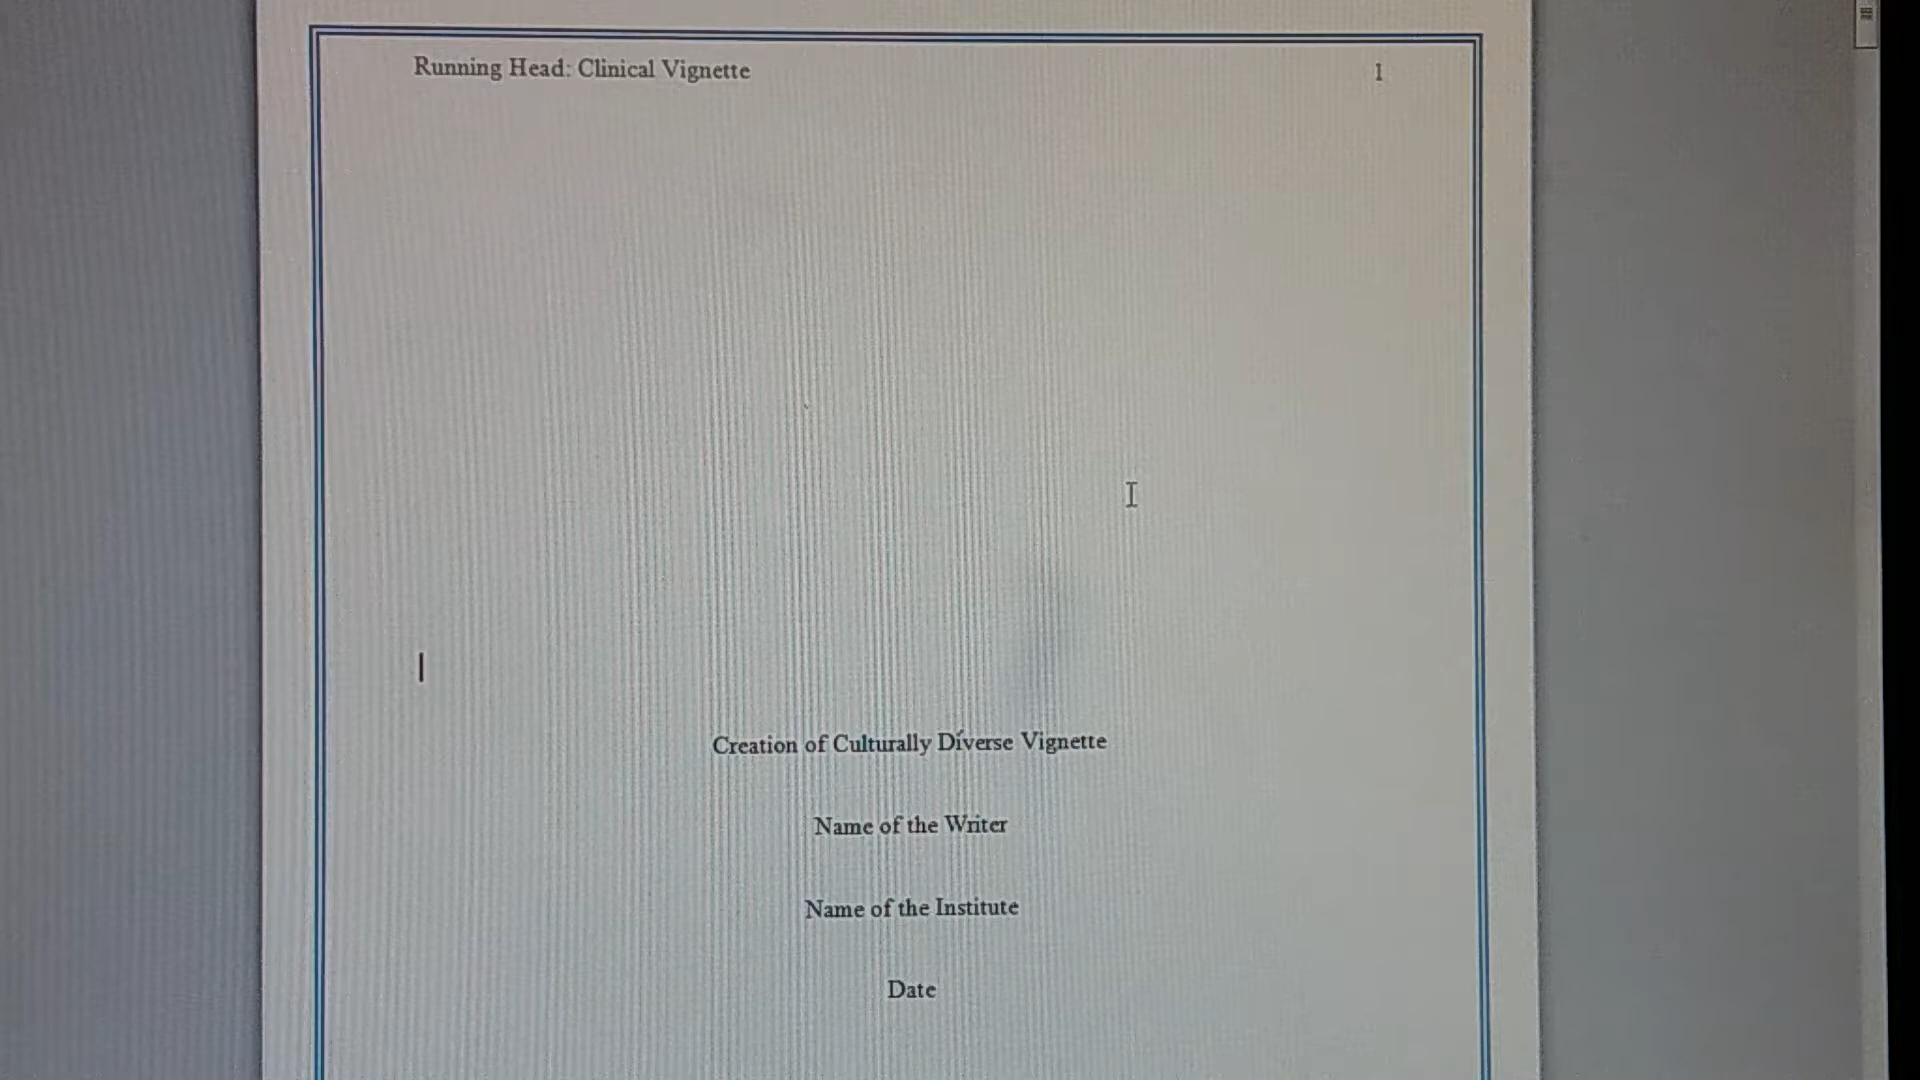 Running Head: Clinical Vignette 1
Creation of Culturally Diverse Vignette
Name of the Writer
Name of the Institute
Date